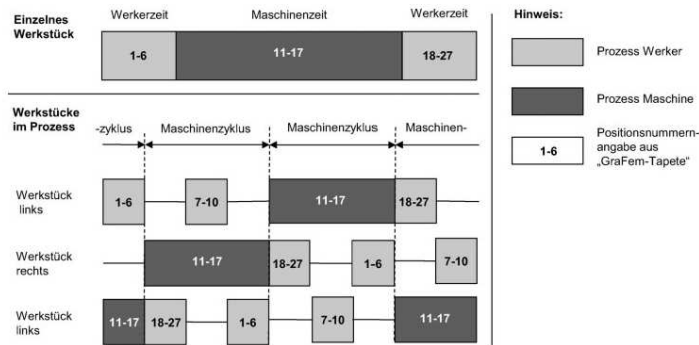 Einzelnes
Werkstück
Werkerzeit Maschinenzeit Werkerzeit
1-6 11-17 18-27
Werkstücke
im Prozess
-zyklus Maschinenzyklus Maschinenzyklus Maschinen-
Werkstück
links
1-6 7-10 11-17 18-27
Werkstück
rechts
11-17 18-27 1-6 7-10
Werkstück
links
11-17 18-27 1-6 7-10 11-17
Hinweis:
Prozess Werker
Prozess Maschine
1-6
Positionsnummern-
angabe aus
„GraFem-Tapete"